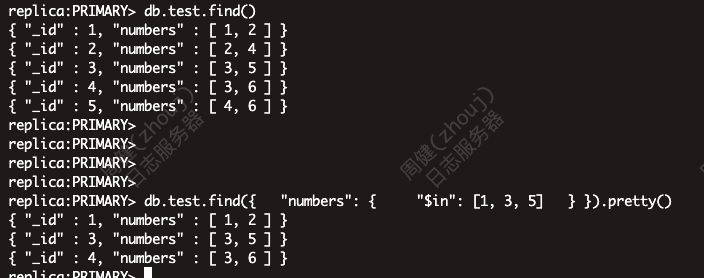 replica:PRIMARY> db.test.find()
{ "_id" : 1, "numbers" : [ 1, 2 ] }
{ "_id" : 2, "numbers" : [ 2, 4 ] }
{ "_id" : 3, "numbers" : [ 3, 5 ] }
{ "_id" : 4, "numbers" : [ 3, 6 ] }
{ "_id" : 5, "numbers" : [ 4, 6 ] }
replica:PRIMARY>
replica:PRIMARY>
replica:PRIMARY>
replica:PRIMARY>
replica:PRIMARY> db.test.find({   "numbers": {     "$in": [1, 3, 5]   } }).pretty()
{ "_id" : 1, "numbers" : [ 1, 2 ] }
{ "_id" : 3, "numbers" : [ 3, 5 ] }
{ "_id" : 4, "numbers" : [ 3, 6 ] }
replica:PRIMARY>
周健(zhouj)
日志服务器
周健(zhouj)
日志服务器